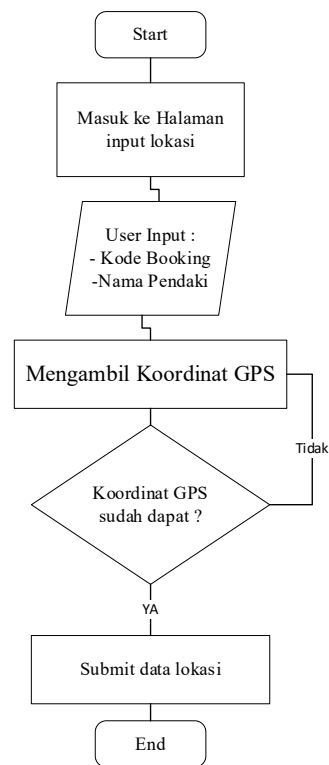 Start
Masuk ke Halaman
input lokasi
User Input :
- Kode Booking
-Nama Pendaki
Mengambil Koordinat GPS
Tidak
Koordinat GPS
sudah dapat ?
YA
Submit data lokasi
End